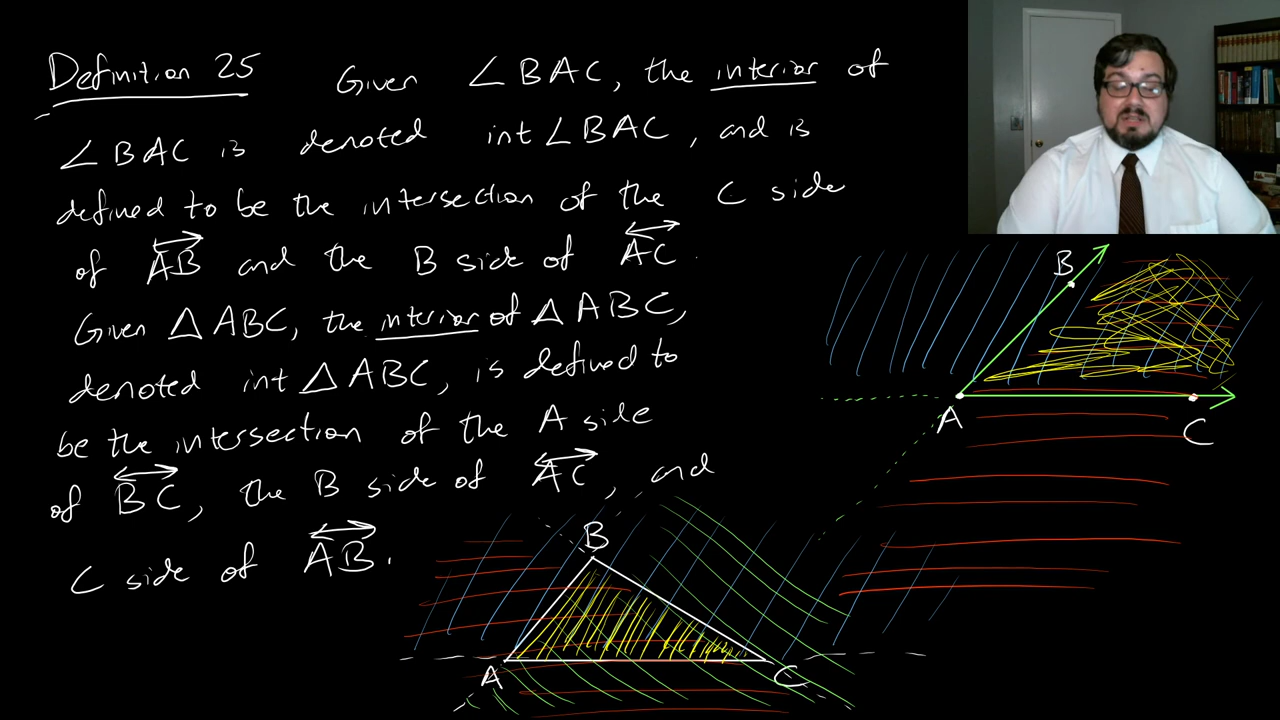 Definition 25 Given ∠BAC, the interior of
∠BAC is denoted int∠BAC, and is
defined to be the intersection of the C side
of AB↔ and the B side of AC↔.
Given △ABC, the interior of △ABC,
denoted int△ABC, is defined to
be the intersection of the A side
of BC↔, the B side of AC↔, and
C side of AB↔.
B
A
C
B
A
C